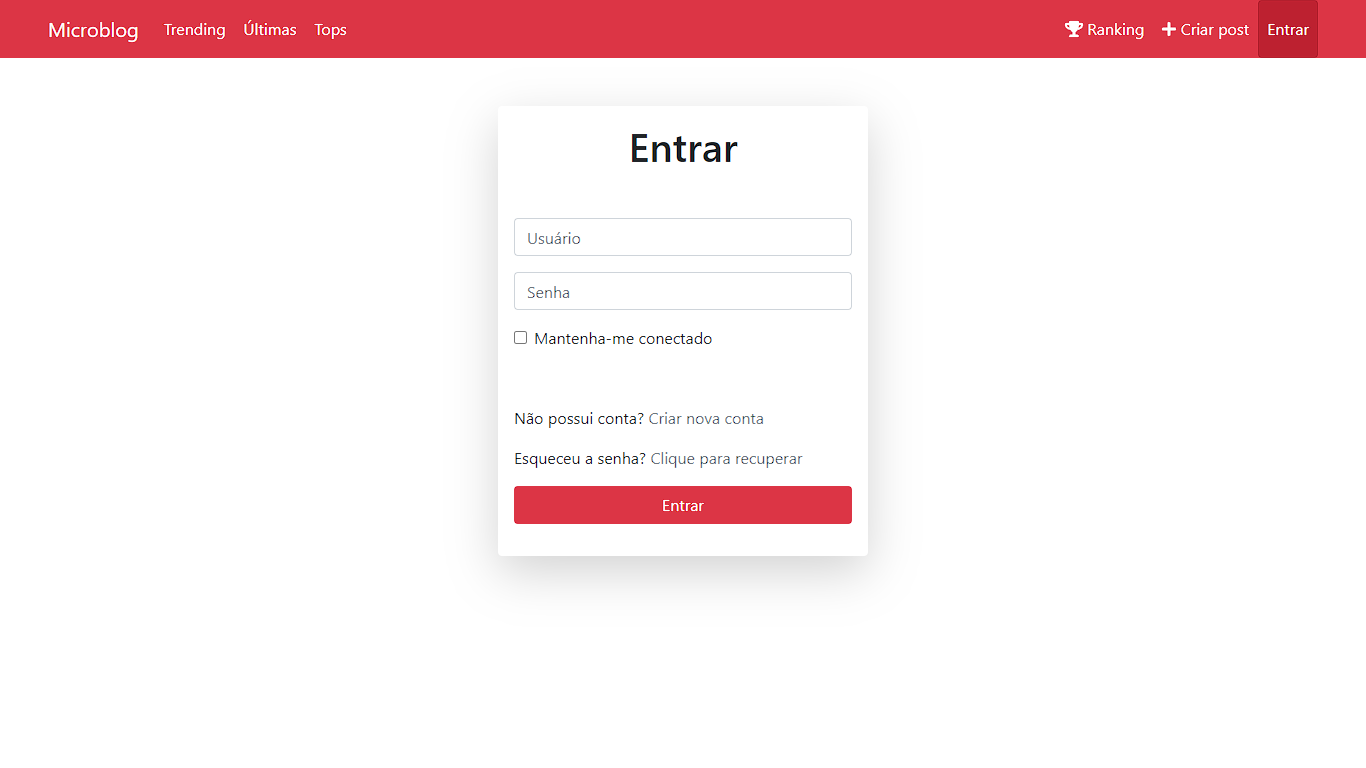 Microblog Trending Últimas Tops Ranking Criar post Entrar
Entrar
Usuário
Senha
Mantenha-me conectado
Não possui conta? Criar nova conta
Esqueceu a senha? Clique para recuperar
Entrar